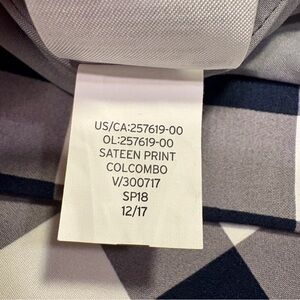 US/CA:257619-00
OL:257619-00
SATEEN PRINT
COLCOMBO
V/300717
SP18
12/17